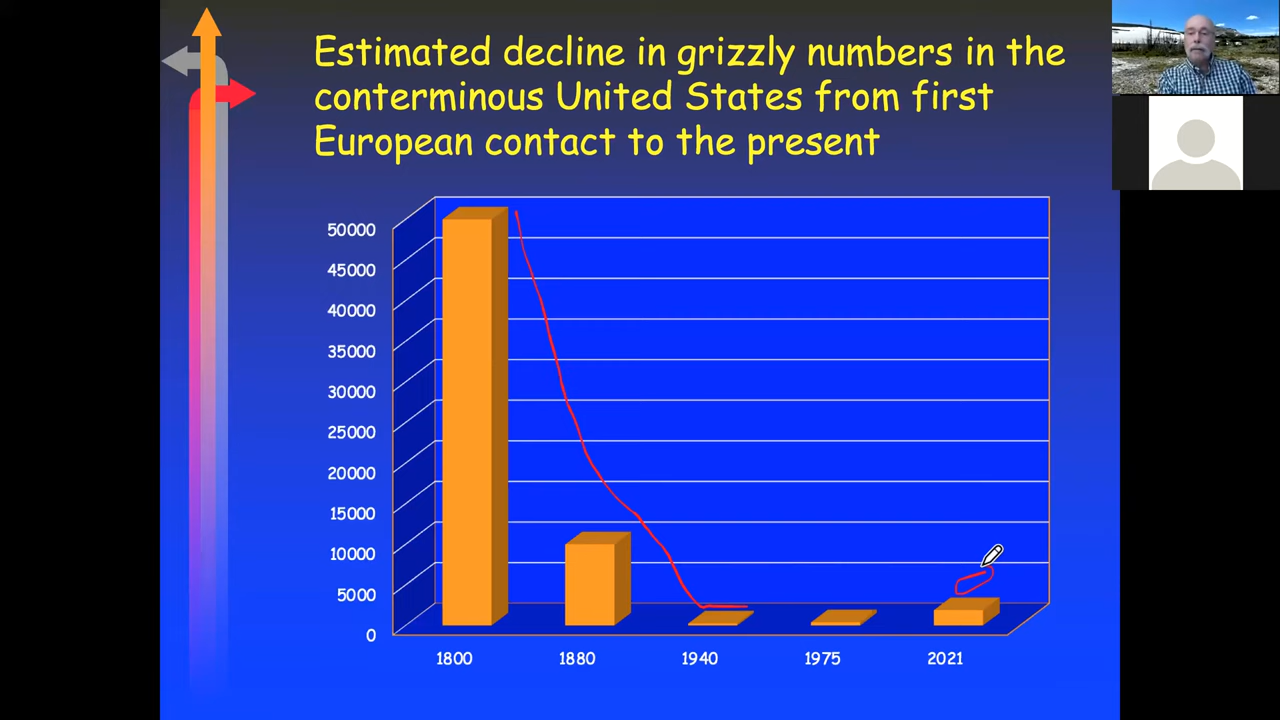 Estimated decline in grizzly numbers in the
conterminous United States from first
European contact to the present
50000
45000
40000
35000
30000
25000
20000
15000
10000
5000
0
1800 1880 1940 1975 2021